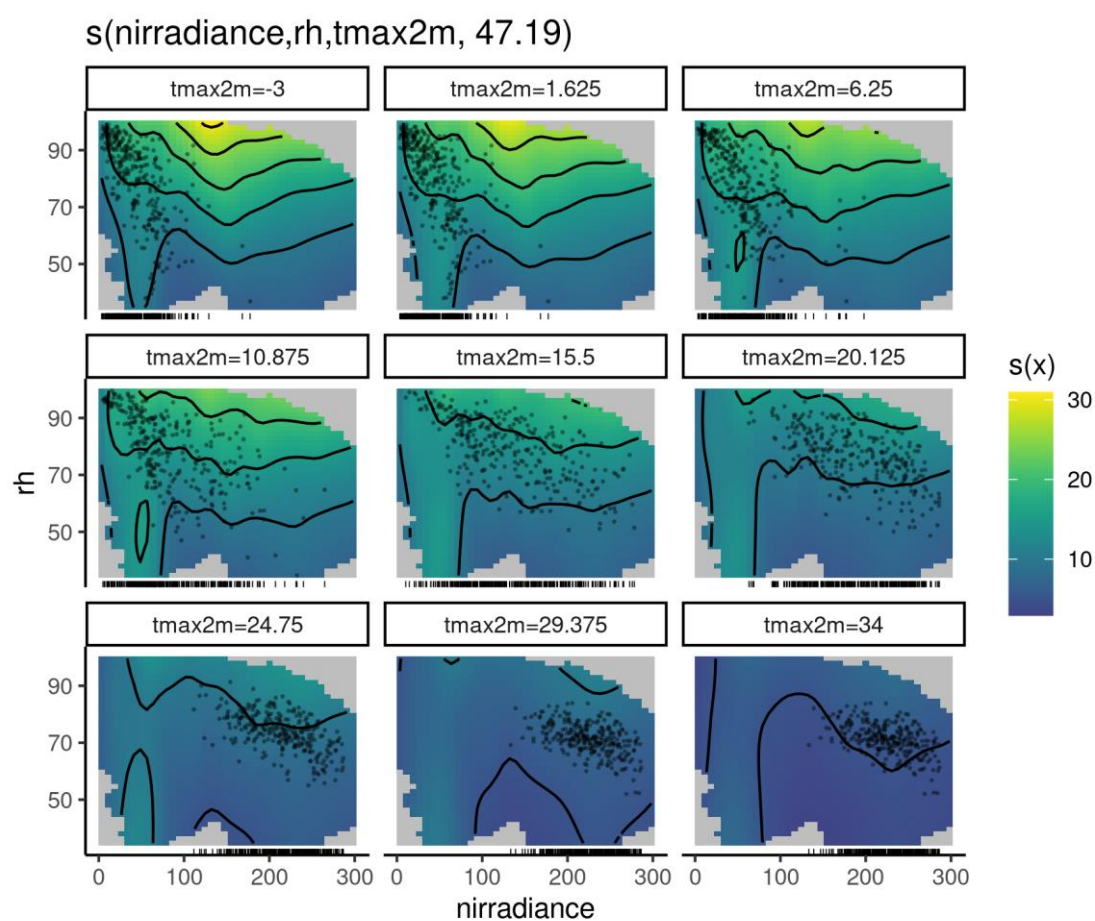 s(nirradiance,rh,tmax2m, 47.19)
tmax2m=-3
tmax2m=1.625
tmax2m=6.25
90
70
50
tmax2m=10.875
tmax2m=15.5
tmax2m=20.125
90
70
50
rh
s(x)
30
20
10
tmax2m=24.75
tmax2m=29.375
tmax2m=34
90
70
50
0
100
200
300
0
100
200
300
0
100
200
300
nirradiance